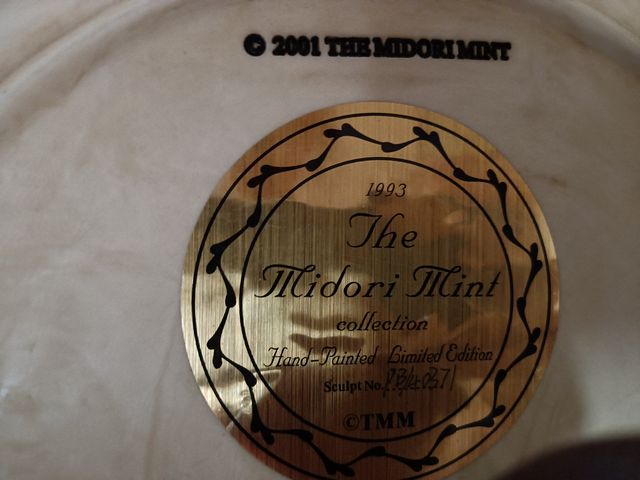 © 2001 THE MIDORI MINT
1993
The
Midori Mint
collection
Hand-Painted Limited Edition
Sculpt No.
©TMM